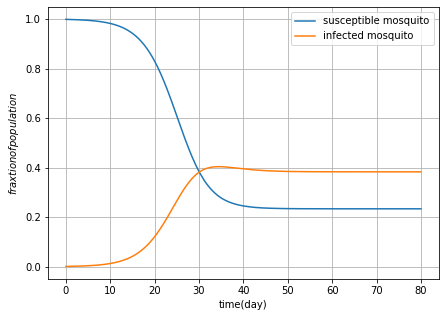 susceptible mosquito
infected mosquito
1.0
0.8
0.6
0.4
0.2
0.0
fraxtionofpopulation
0 10 20 30 40 50 60 70 80
time(day)